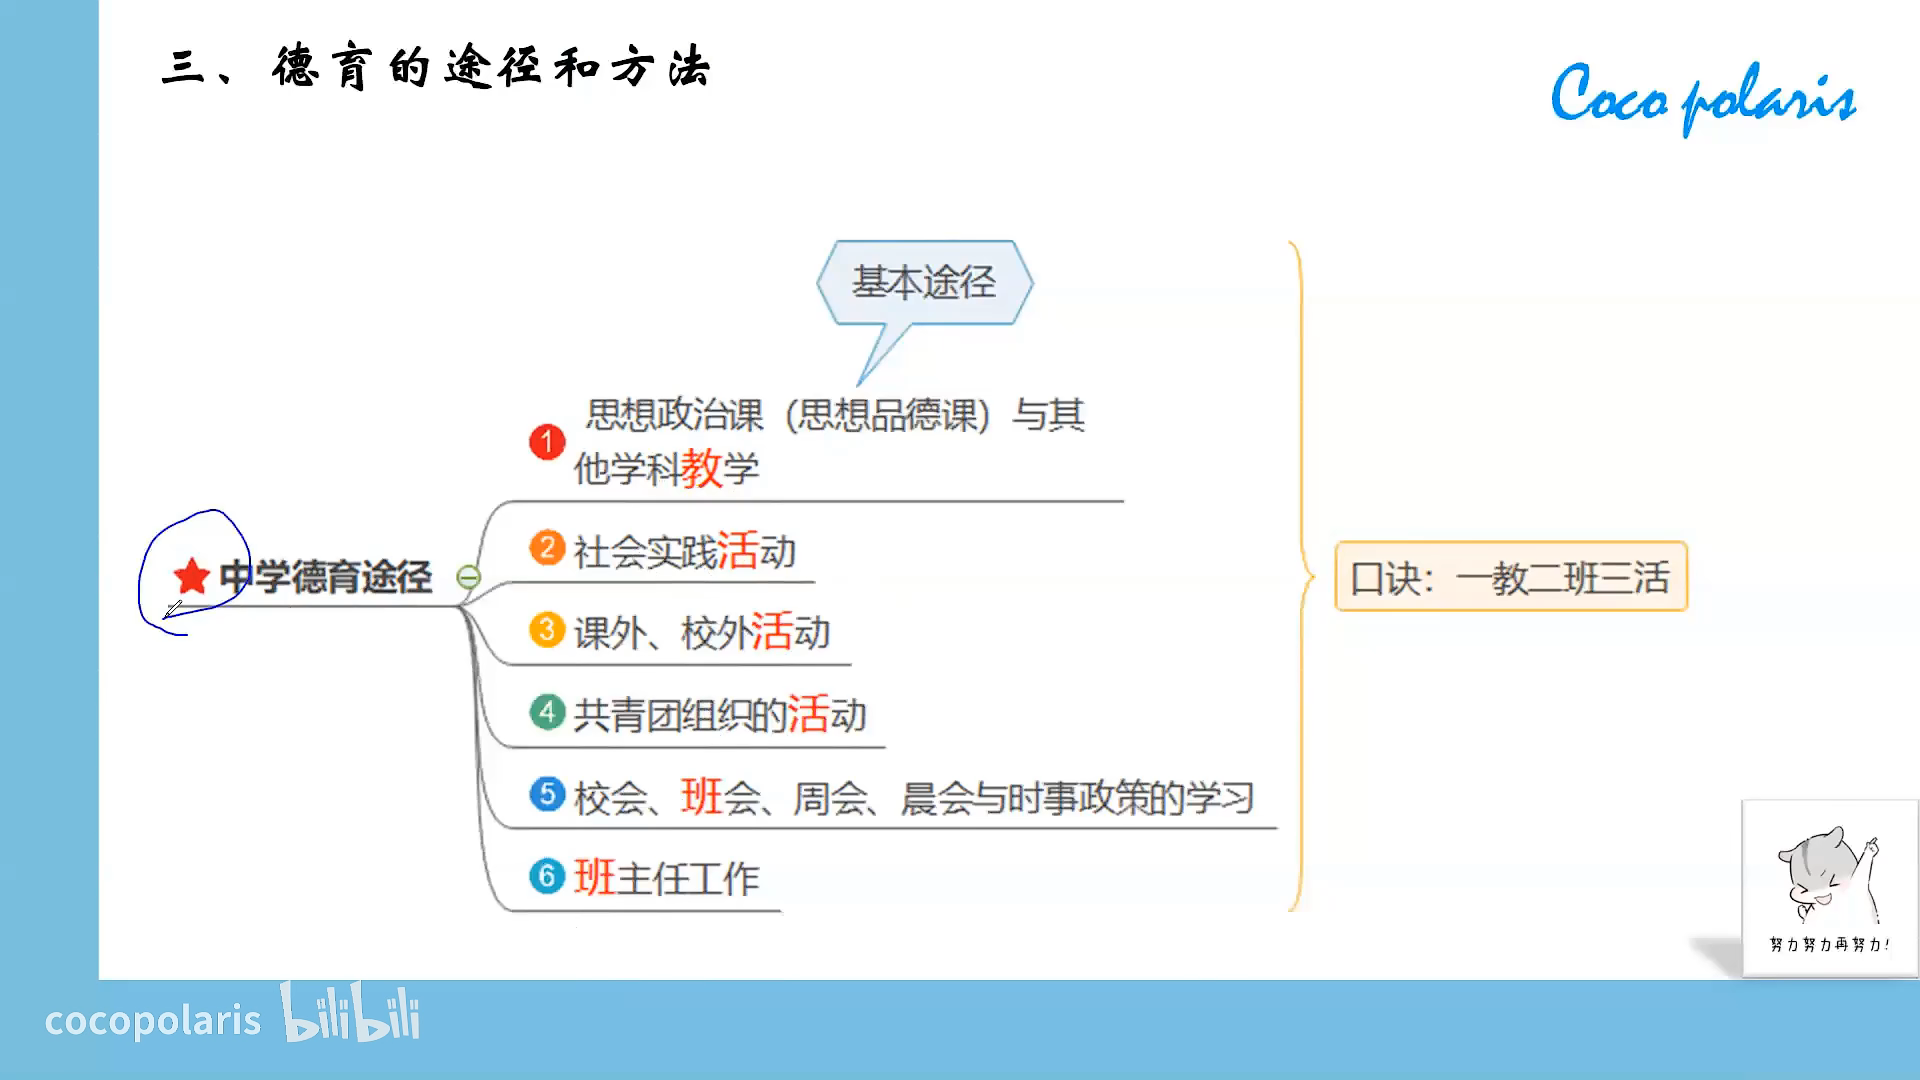 三、德育的途径和方法
Coco polaris
基本途径
1 思想政治课（思想品德课）与其
他学科教学
2 社会实践活动
★中学德育途径
3 课外、校外活动
口诀：一教二班三活
4 共青团组织的活动
5 校会、班会、周会、晨会与时事政策的学习
6 班主任工作
努力努力再努力!
cocopolaris bilibili